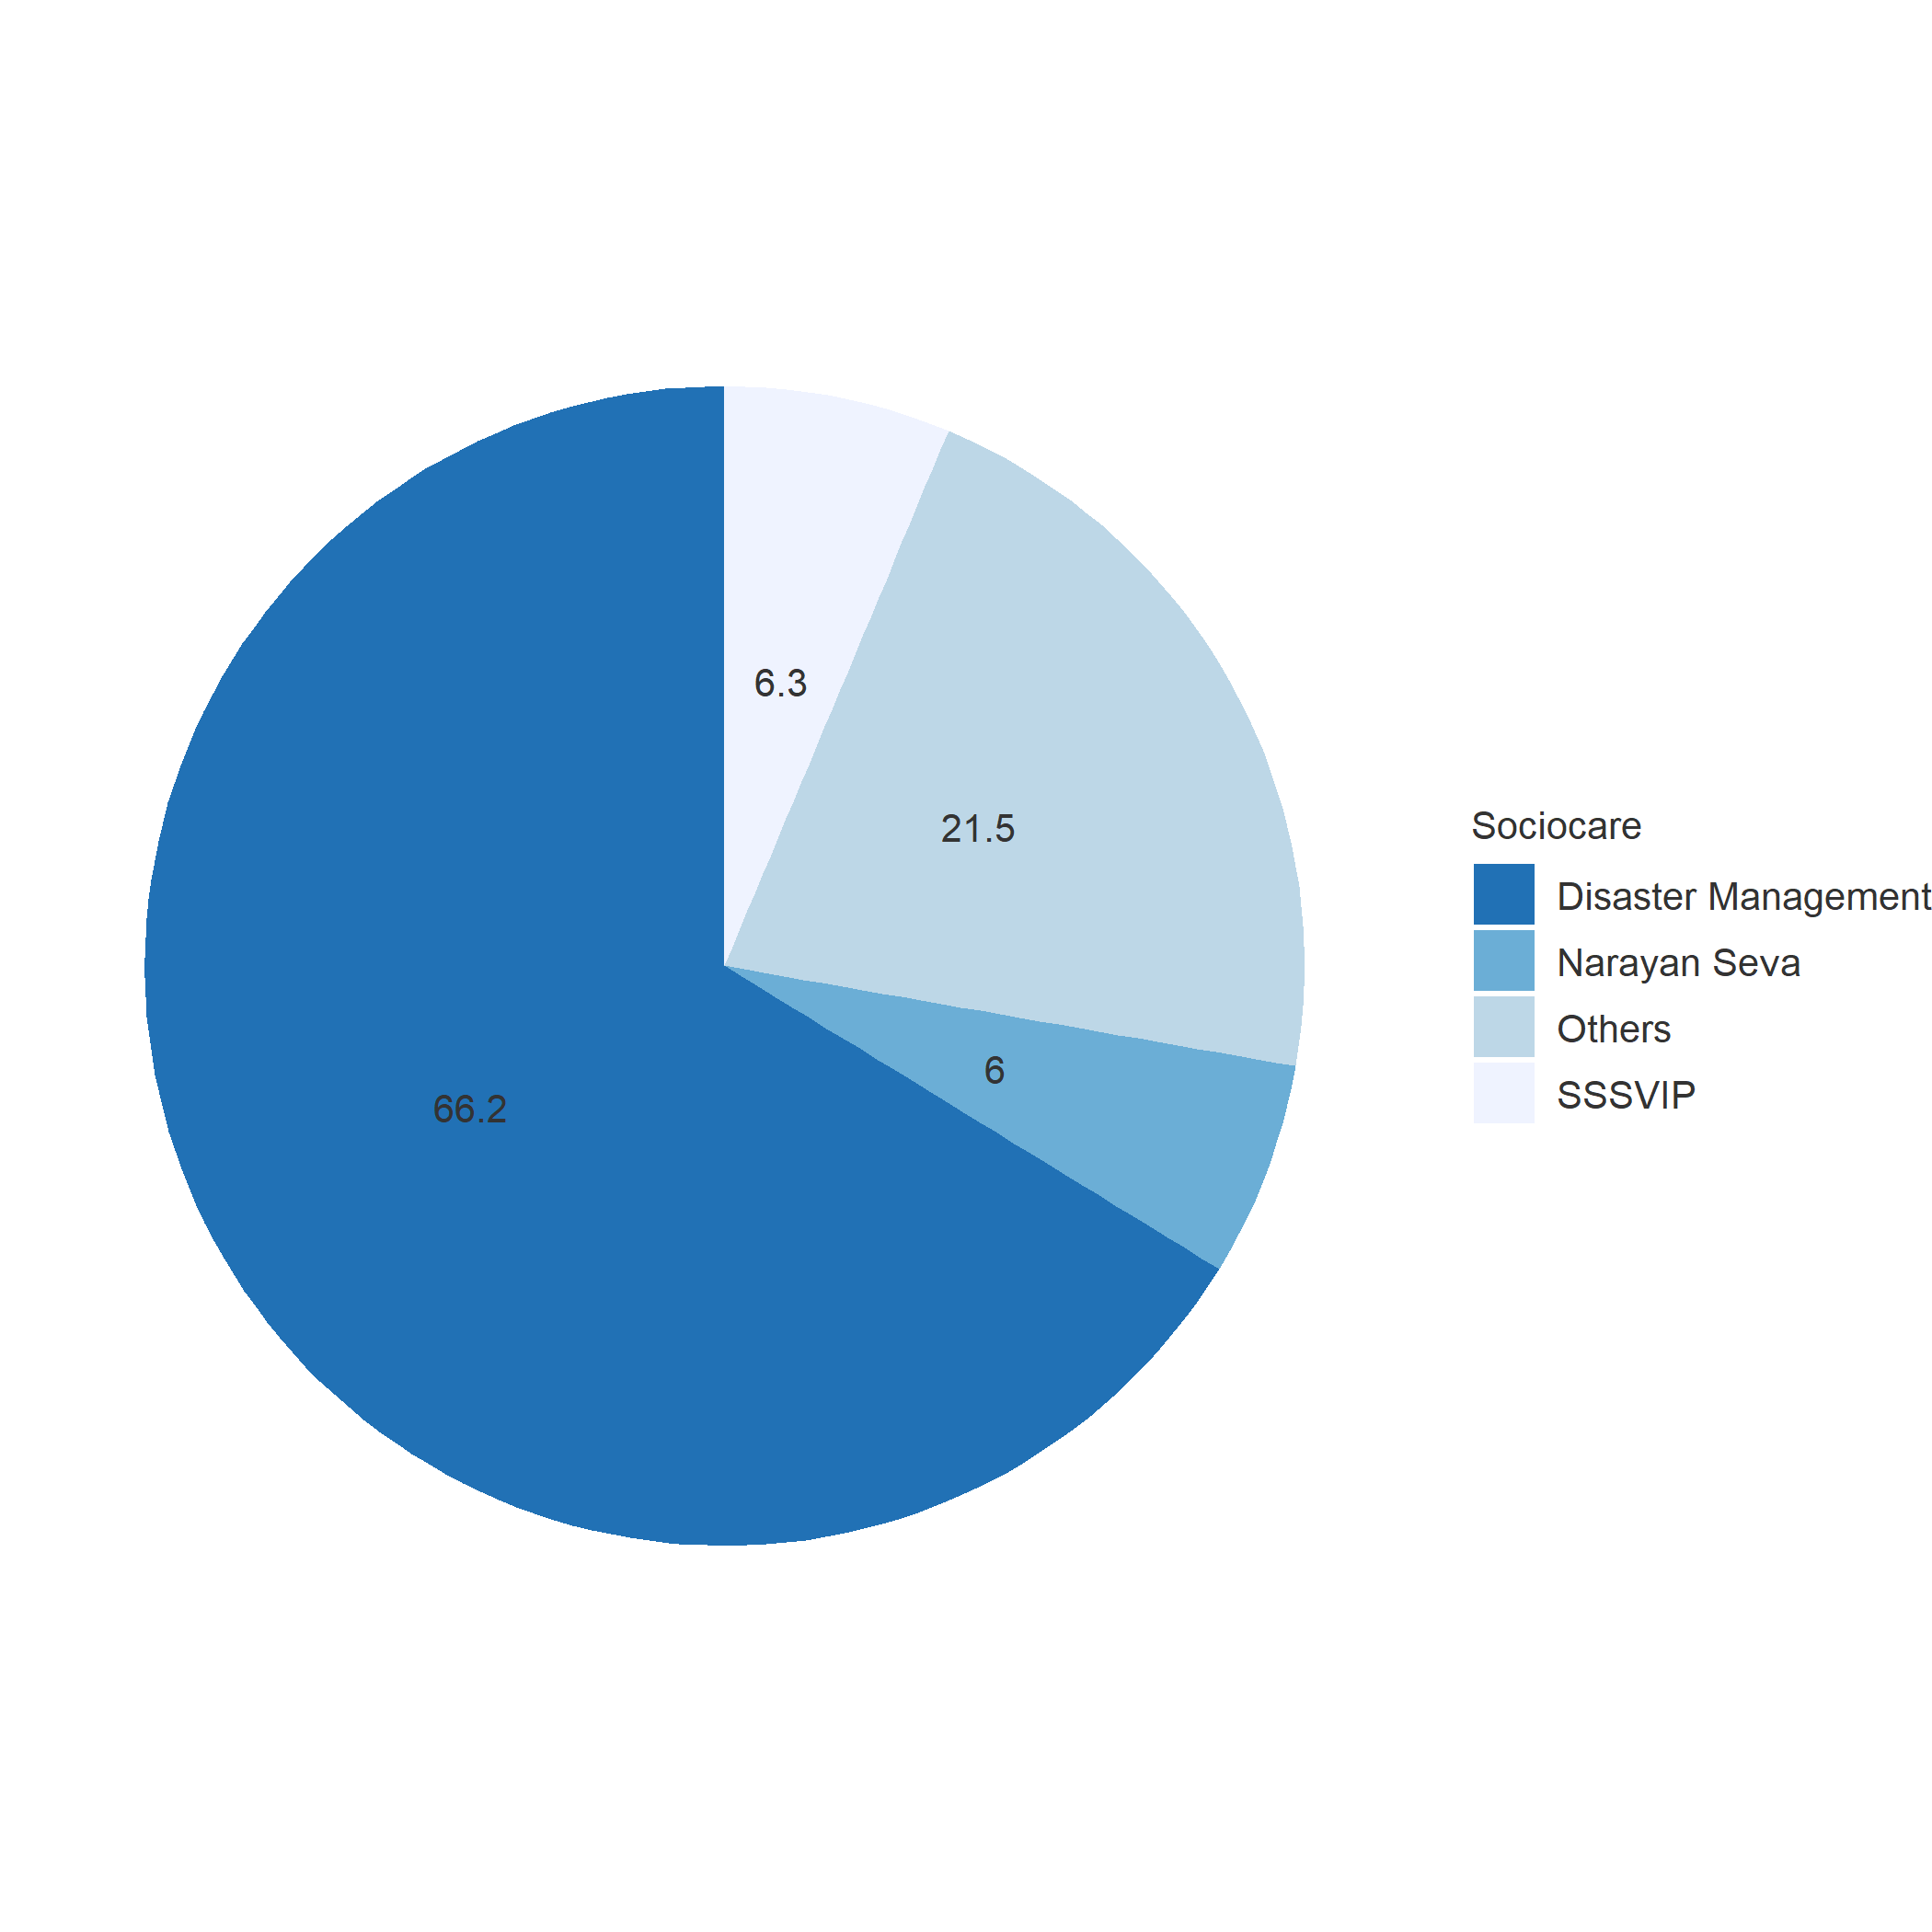 6.3
21.5
6
66.2
Sociocare
Disaster Management
Narayan Seva
Others
SSSVIP